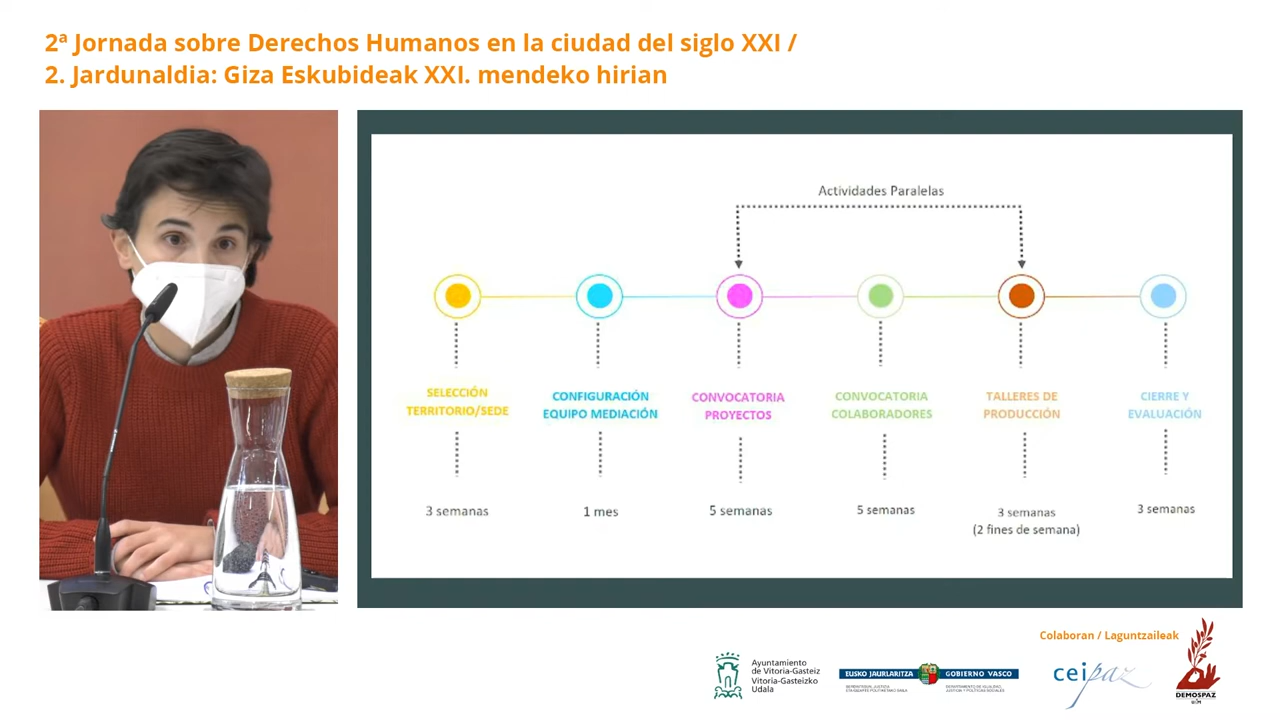 2ª Jornada sobre Derechos Humanos en la ciudad del siglo XXI /
2. Jardunaldia: Giza Eskubideak XXI. mendeko hirian
Actividades Paralelas
SELECCIÓN
TERRITORIO/SEDE
CONFIGURACIÓN
EQUIPO MEDIACIÓN
CONVOCATORIA
PROYECTOS
CONVOCATORIA
COLABORADORES
TALLERES DE
PRODUCCIÓN
CIERRE Y
EVALUACIÓN
3 semanas
1 mes
5 semanas
5 semanas
3 semanas
(2 fines de semana)
3 semanas
Colaboran / Laguntzaileak
Ayuntamiento
de Vitoria-Gasteiz
Vitoria-Gasteizko
Udala
EUSKO JAURLARITZA
GOBIERNO VASCO
ceipaz
DEMOSPAZ